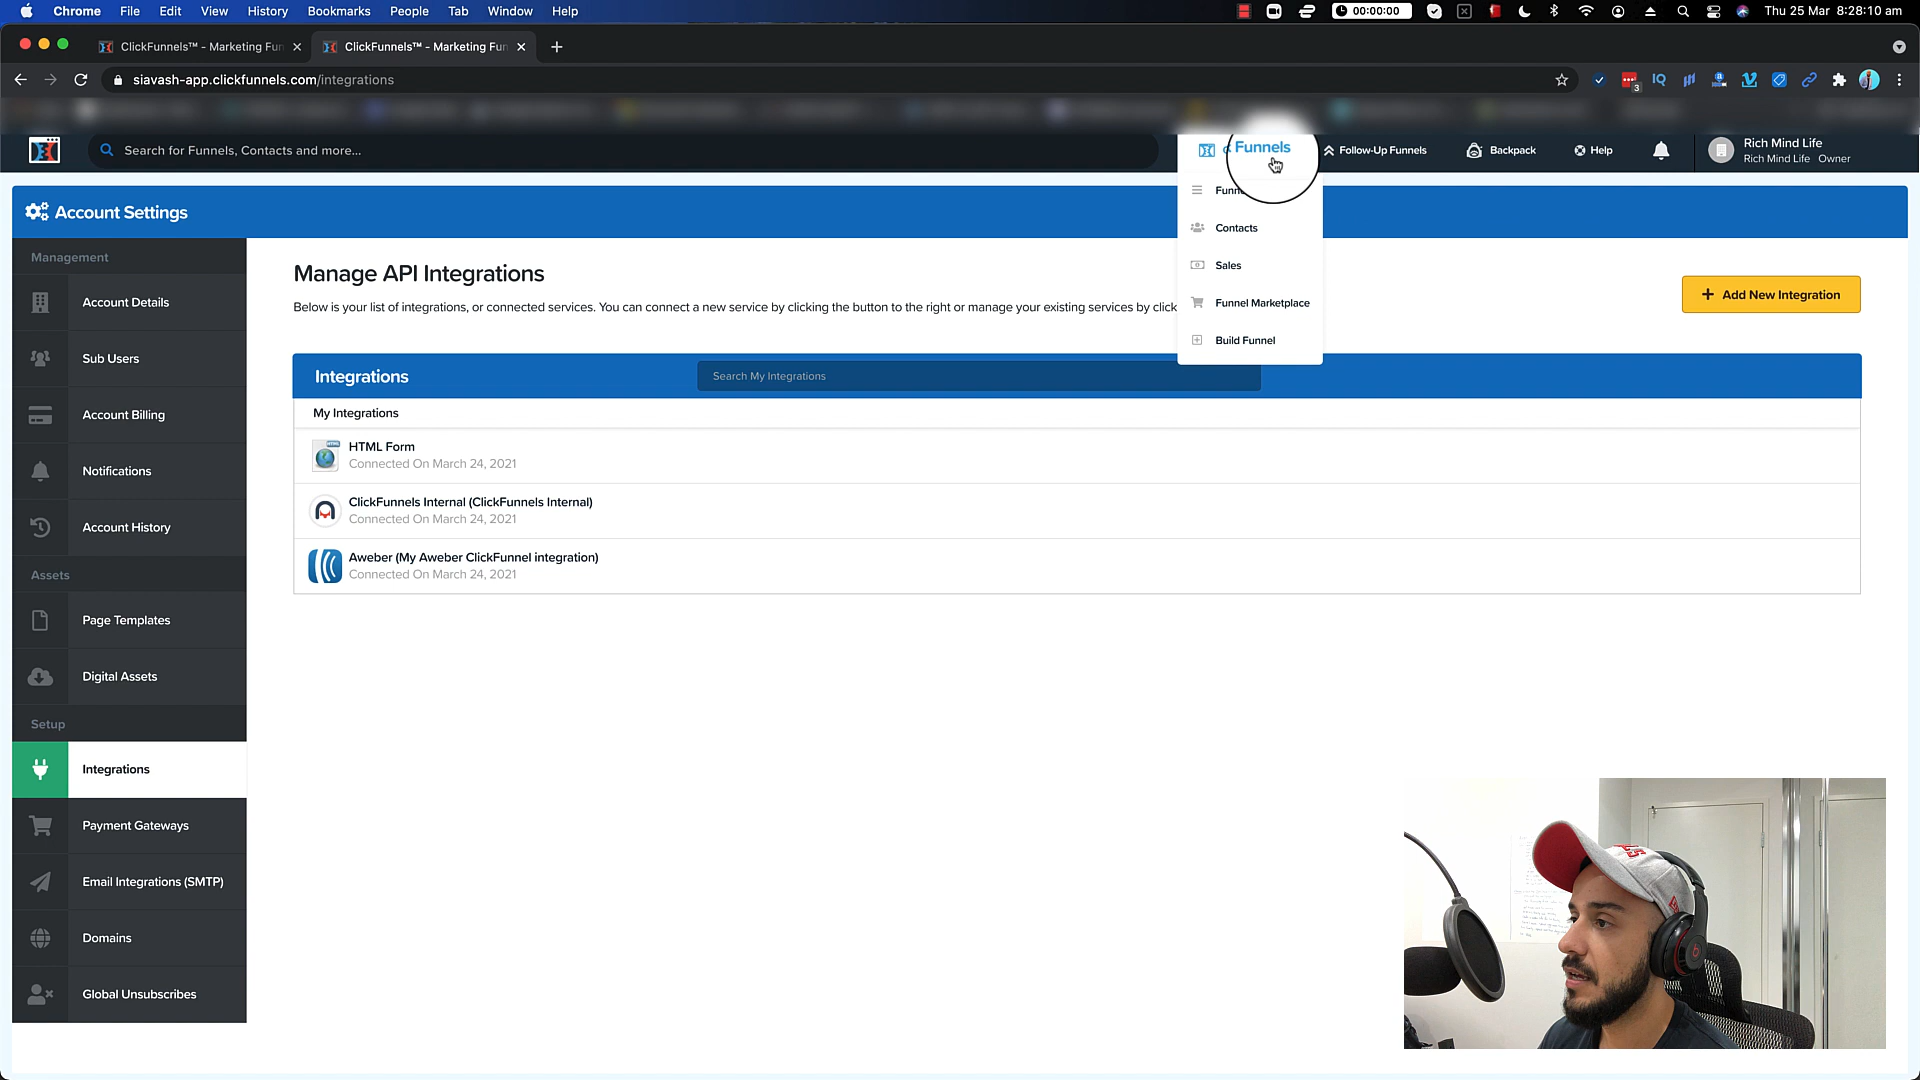 Chrome File Edit View History Bookmarks People Tab Window Help 00:00:00 Thu 25 Mar 8:28:10 am
ClickFunnels™ - Marketing Fun ClickFunnels™ - Marketing Fun
siavash-app.clickfunnels.com/integrations
3
Search for Funnels, Contacts and more...
Funnels
Follow-Up Funnels
Backpack
Help
Rich Mind Life
Rich Mind Life Owner
Contacts
Sales
Funnel Marketplace
Build Funnel
Account Settings
Management
Account Details
Sub Users
Account Billing
Notifications
Account History
Assets
Page Templates
Digital Assets
Setup
Integrations
Payment Gateways
Email Integrations (SMTP)
Domains
Global Unsubscribes
Manage API Integrations
Below is your list of integrations, or connected services. You can connect a new service by clicking the button to the right or manage your existing services by click
Add New Integration
Integrations
Search My Integrations
My Integrations
HTML Form
Connected On March 24, 2021
ClickFunnels Internal (ClickFunnels Internal)
Connected On March 24, 2021
Aweber (My Aweber ClickFunnel integration)
Connected On March 24, 2021